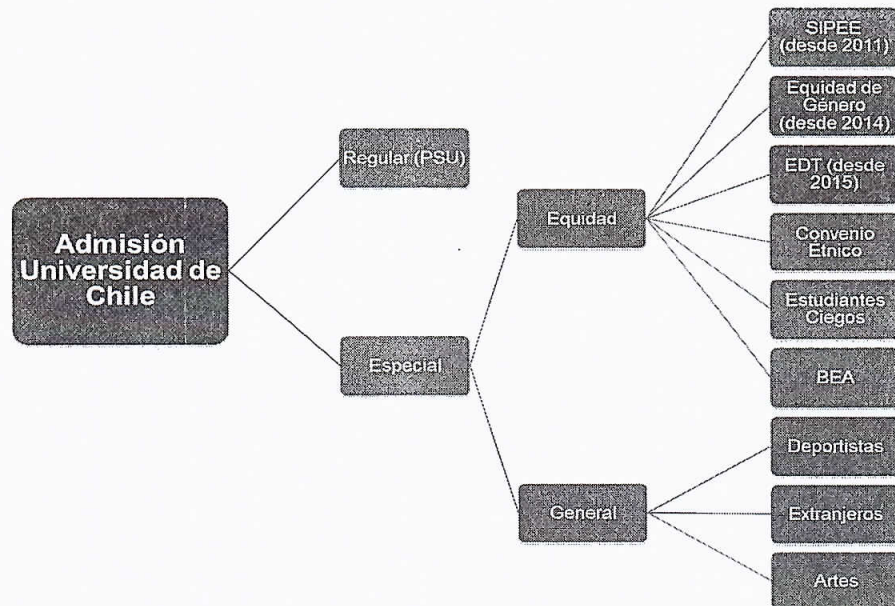 Admisión
Universidad de
Chile
Regular (PSU)
Especial
Equidad
General
SIPEE
(desde 2011)
Equidad de
Género
(desde 2014)
EDT (desde
2015)
Convenio
Étnico
Estudiantes
Ciegos
BEA
Deportistas
Extranjeros
Artes